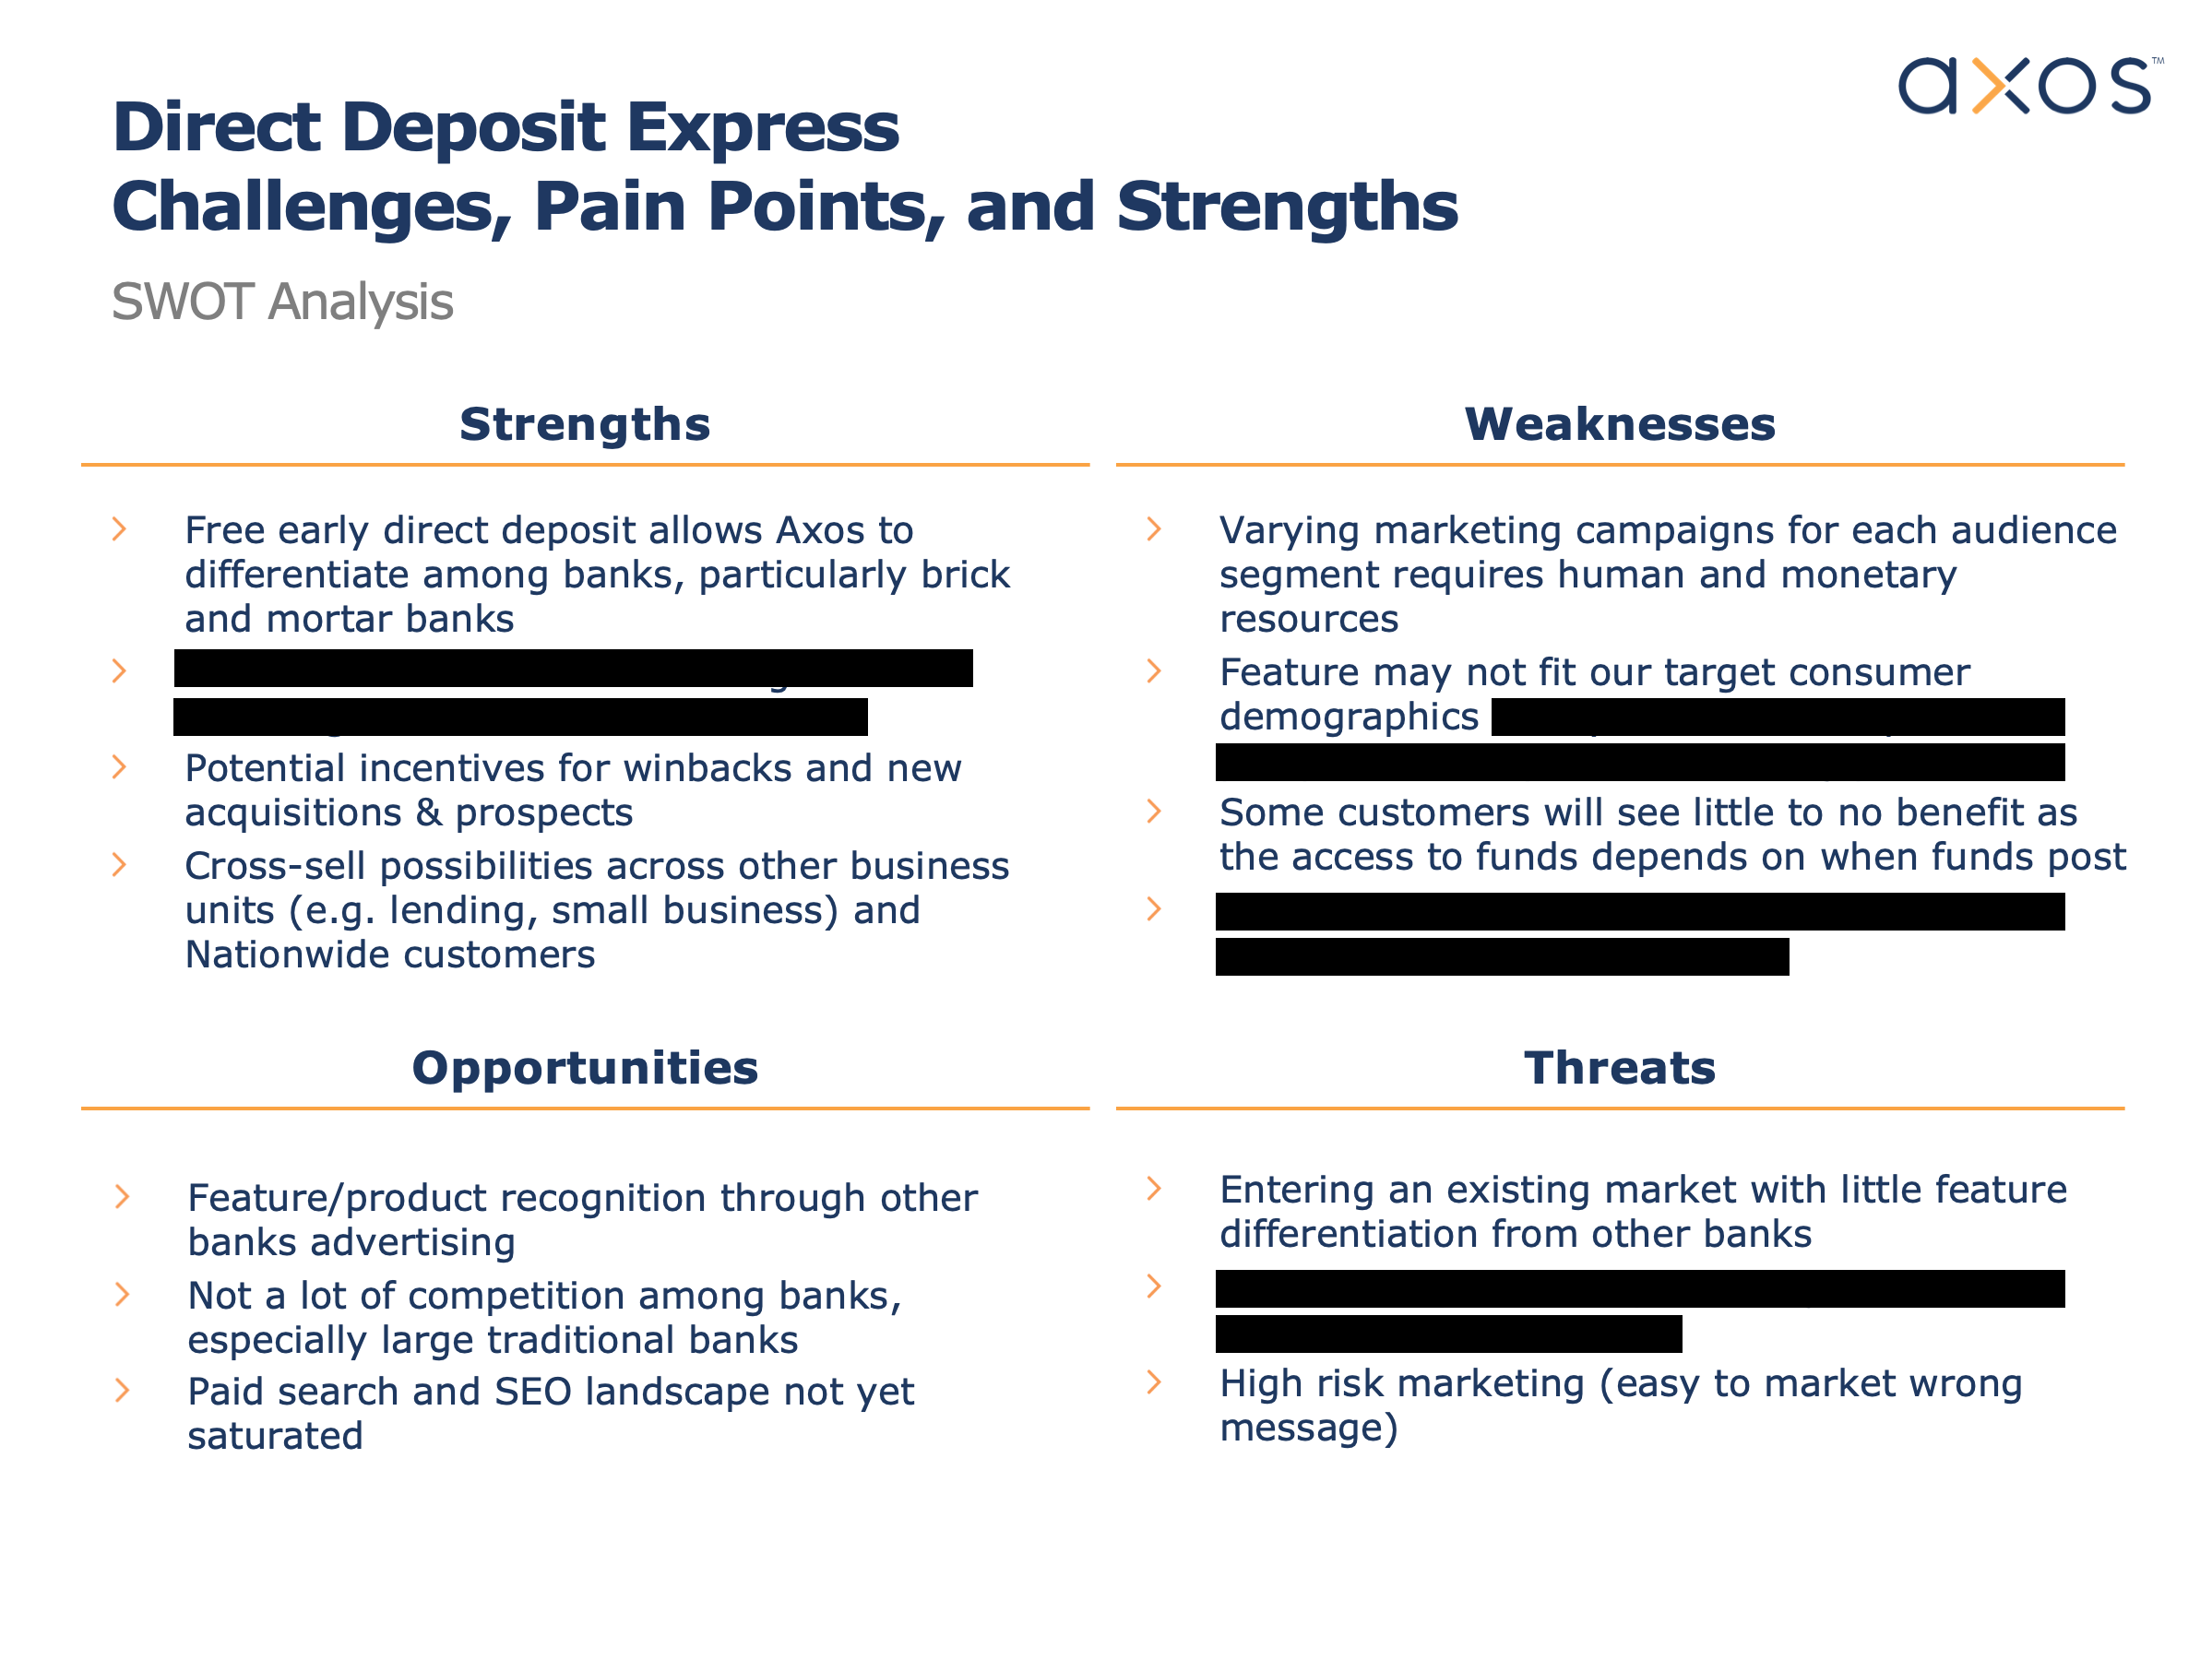 axos™
Direct Deposit Express
Challenges, Pain Points, and Strengths
SWOT Analysis
Strengths
Free early direct deposit allows Axos to
differentiate among banks, particularly brick
and mortar banks
Potential incentives for winbacks and new
acquisitions & prospects
Cross-sell possibilities across other business
units (e.g. lending, small business) and
Nationwide customers
Weaknesses
Varying marketing campaigns for each audience
segment requires human and monetary
resources
Feature may not fit our target consumer
demographics
Some customers will see little to no benefit as
the access to funds depends on when funds post
Opportunities
Feature/product recognition through other
banks advertising
Not a lot of competition among banks,
especially large traditional banks
Paid search and SEO landscape not yet
saturated
Threats
Entering an existing market with little feature
differentiation from other banks
High risk marketing (easy to market wrong
message)